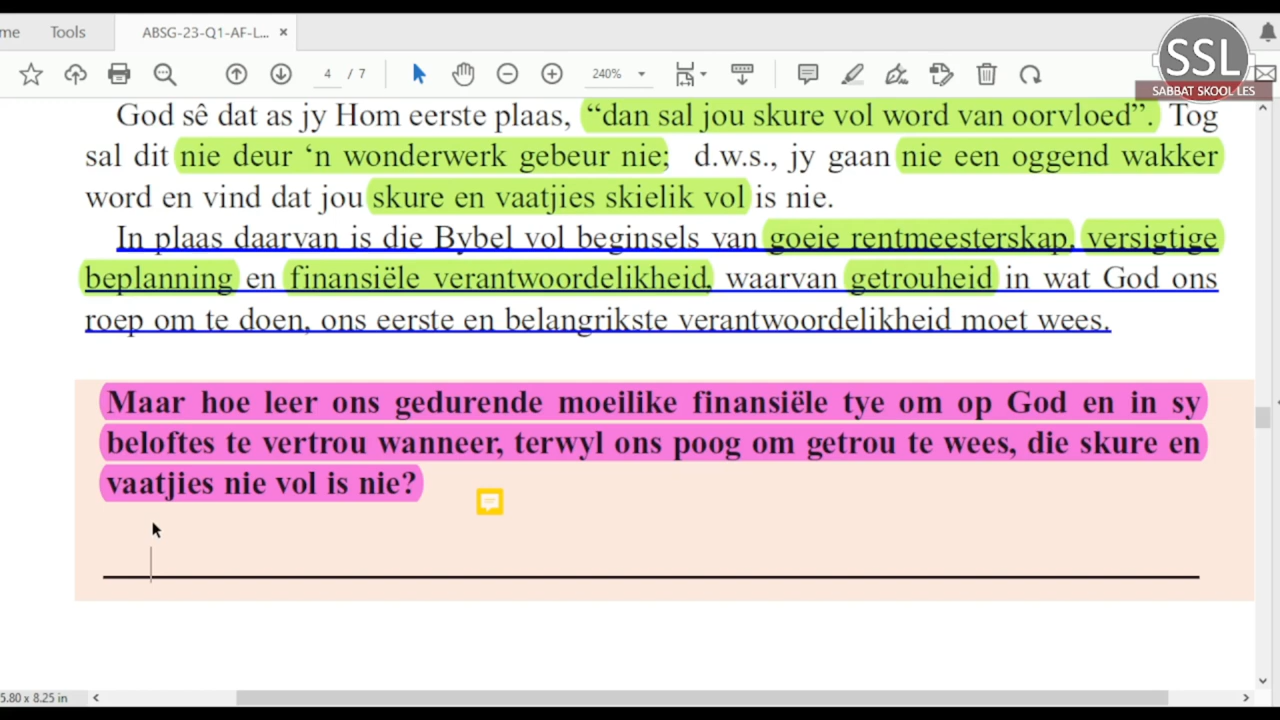 me Tools ABSG-23-Q1-AF-L... ×
4 / 7 240%
SSL
SABBAT SKOOL LES
God sê dat as jy Hom eerste plaas, “dan sal jou skure vol word van oorvloed”. Tog
sal dit nie deur ‘n wonderwerk gebeur nie; d.w.s., jy gaan nie een oggend wakker
word en vind dat jou skure en vaatjies skielik vol is nie.
In plaas daarvan is die Bybel vol beginsels van goeie rentmeesterskap, versigtige
beplanning en finansiële verantwoordelikheid, waarvan getrouheid in wat God ons
roep om te doen, ons eerste en belangrikste verantwoordelikheid moet wees.
Maar hoe leer ons gedurende moeilike finansiële tye om op God en in sy
beloftes te vertrou wanneer, terwyl ons poog om getrou te wees, die skure en
vaatjies nie vol is nie?
5.80 x 8.25 in